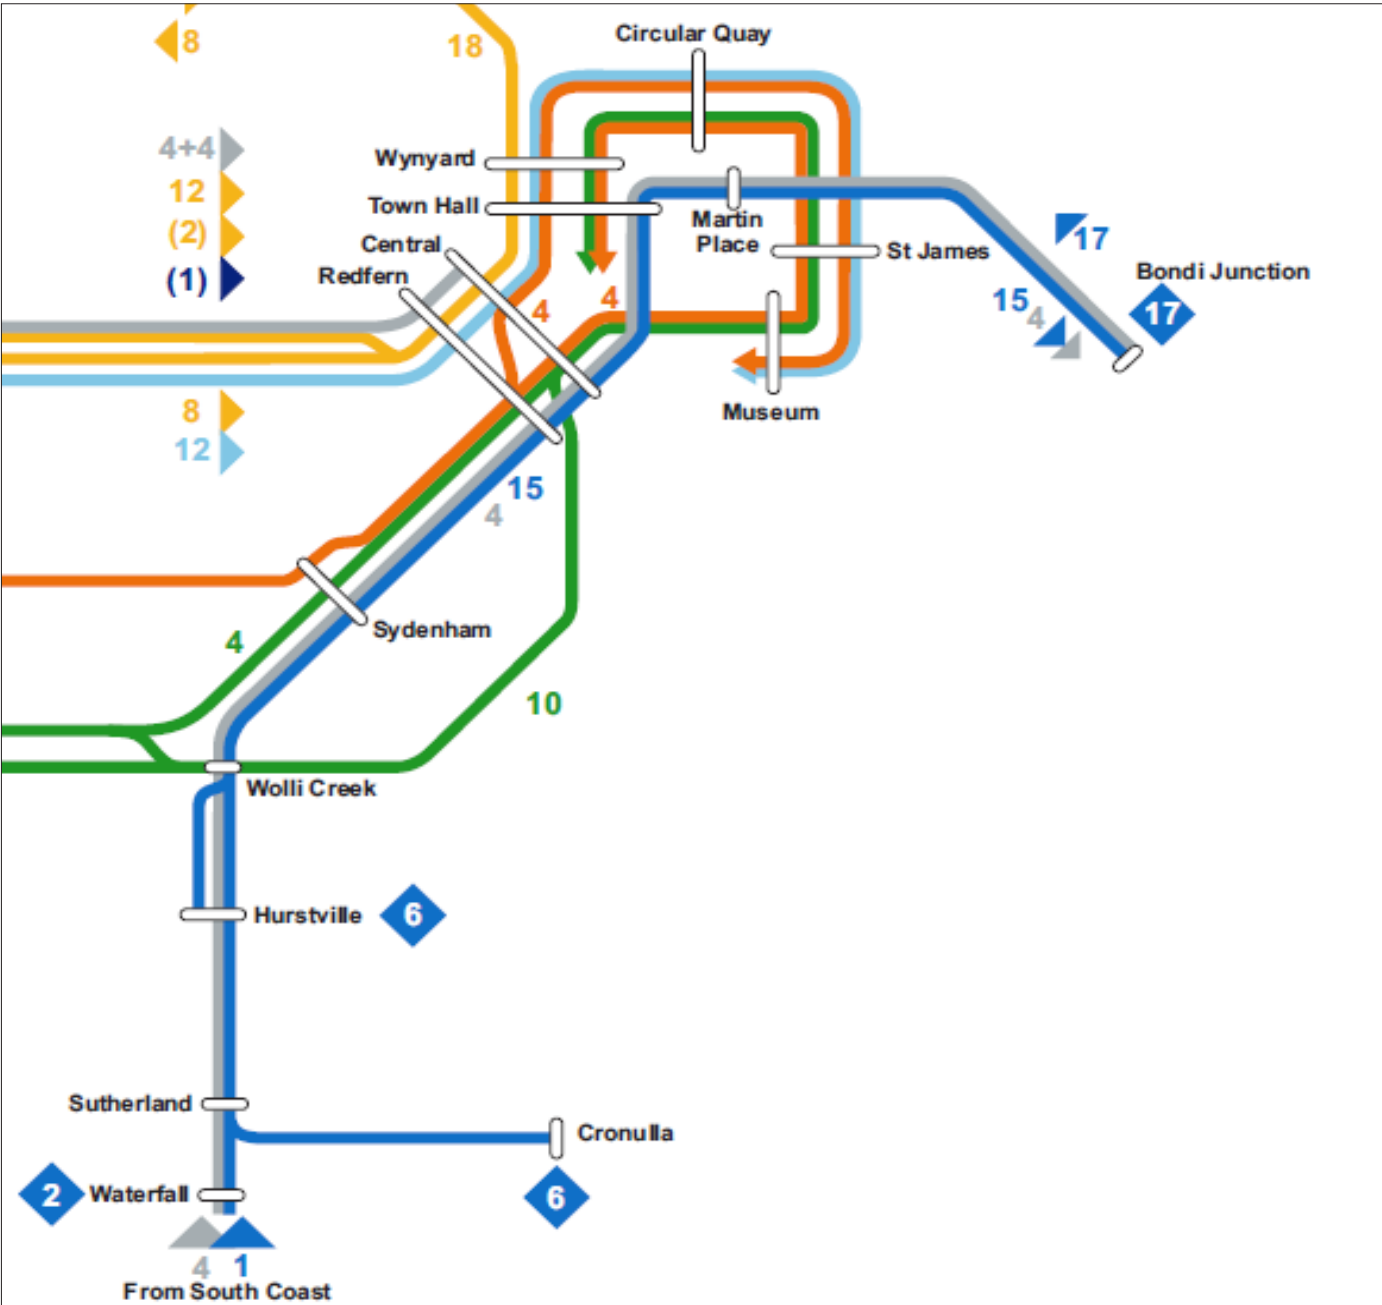 8
18
Circular Quay
4+4
Wynyard
12
Town Hall
Martin
Place
(2)
17
Central
St James
Redfern
Bondi Junction
(1)
4
4
15
4
17
8
Museum
12
15
4
Sydenham
4
10
Wolli Creek
Hurstville
6
Sutherland
Cronulla
2
Waterfall
6
4
1
From South Coast